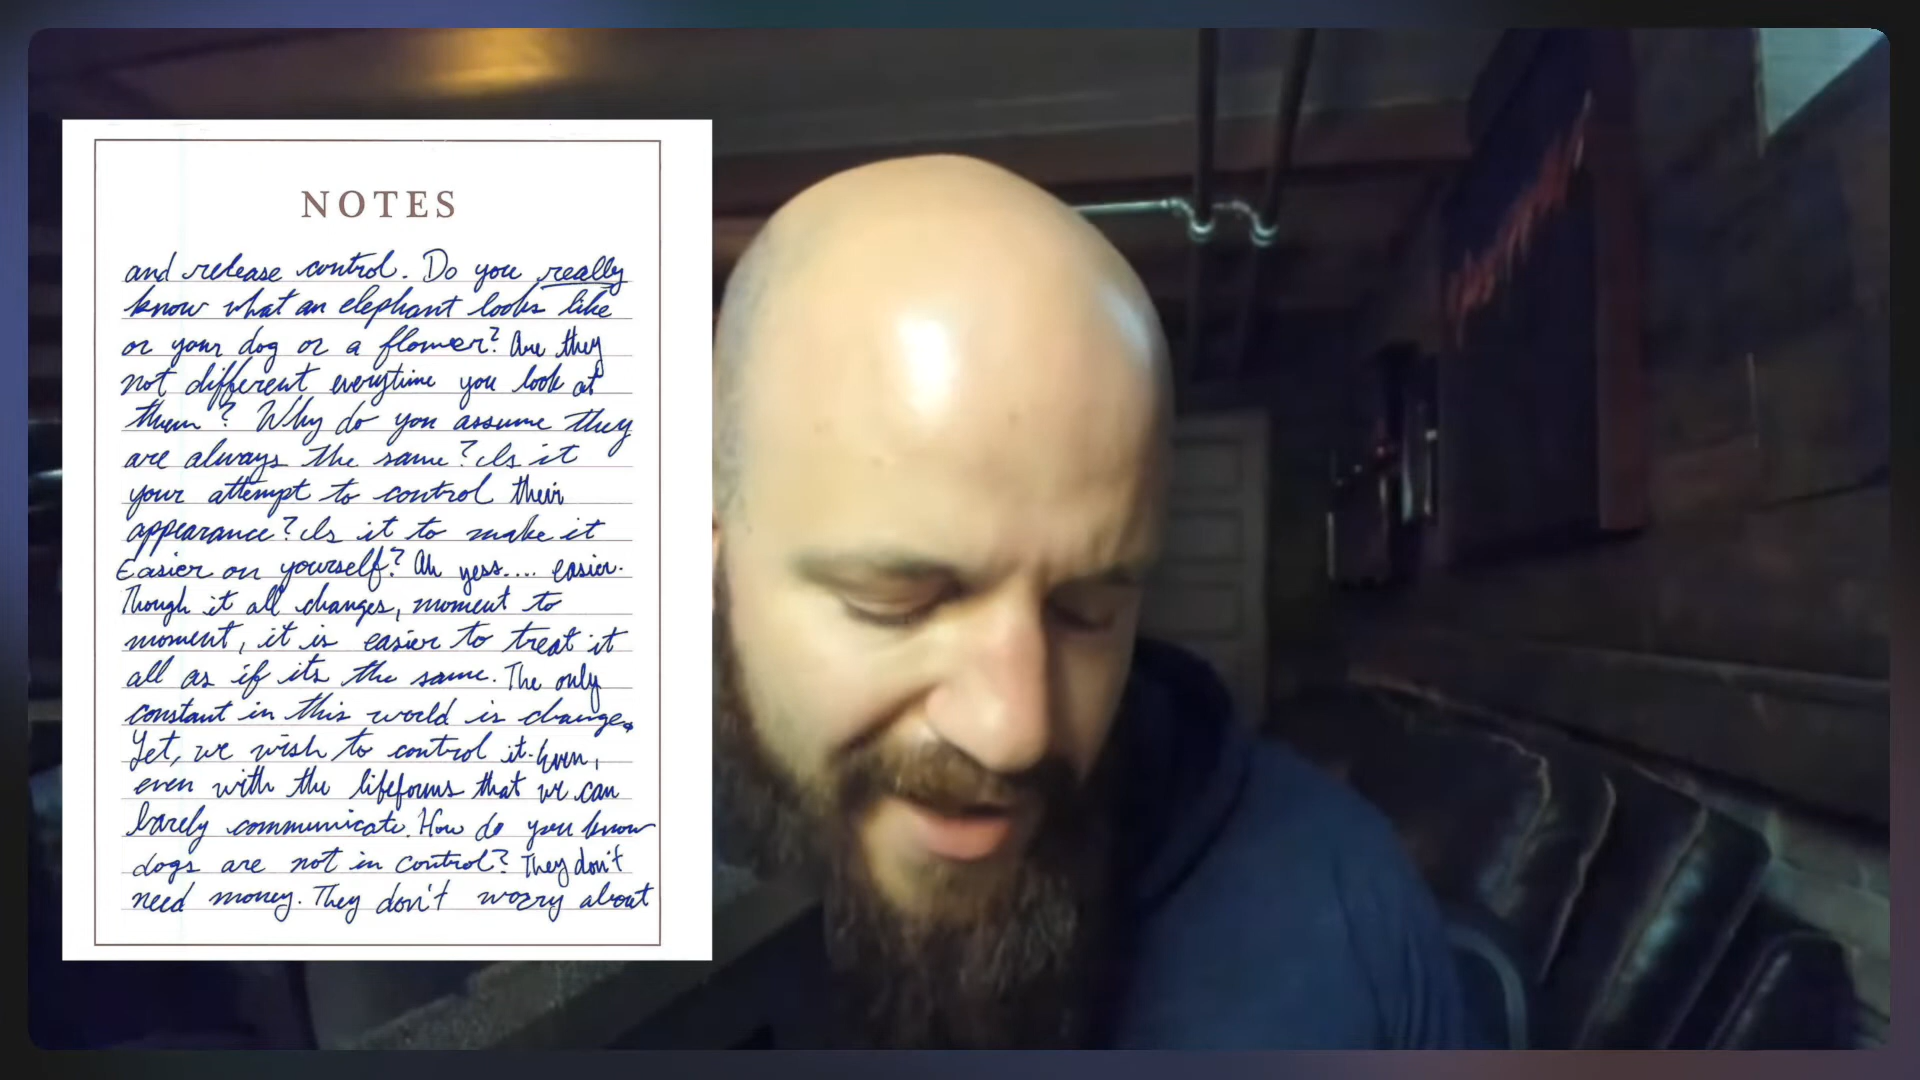 NOTES
and release control. Do you really
know what an elephant looks like
or your dog or a flower? Are they
not different everytime you look at
them? Why do you assume they
are always the same? Is it
your attempt to control their
appearance? Is it to make it
Easier on yourself? Ah yess.... easier.
Though it all changes, moment to
moment, it is easier to treat it
all as if its the same. The only
constant in this world is change.
Yet, we wish to control it. Even,
even with the lifeforms that we can
barely communicate. How do you know
dogs are not in control? They don't
need money. They don't worry about